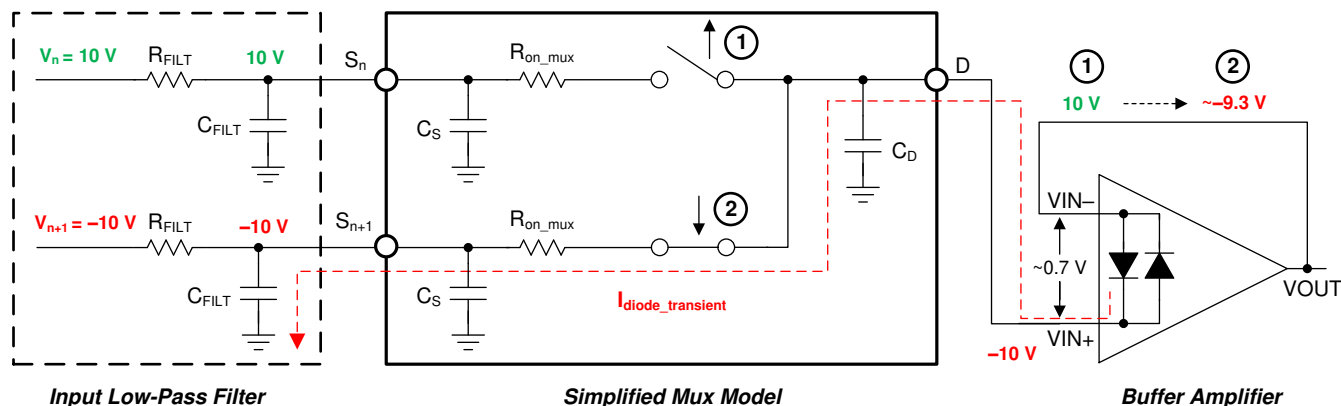 Vn = 10 V
RFILT
10 V
CFILT
Sn
Ron_mux
1
CS
D
CD
Vn+1 = –10 V
RFILT
–10 V
CFILT
Sn+1
Ron_mux
2
CS
Idiode_transient
1
2
10 V
~–9.3 V
VIN–
~0.7 V
VIN+
–10 V
VOUT
Input Low-Pass Filter
Simplified Mux Model
Buffer Amplifier